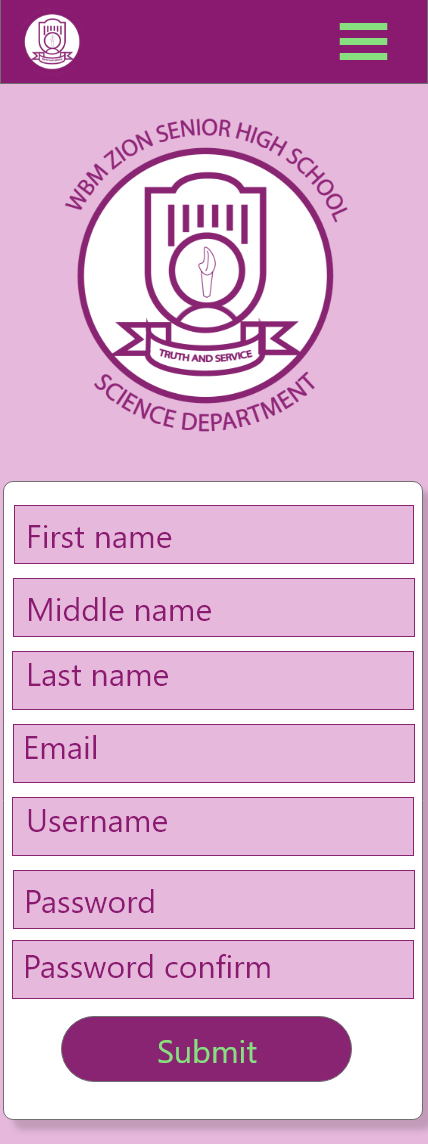 WBM ZION SENIOR HIGH SCHOOL
TRUTH AND SERVICE
SCIENCE DEPARTMENT
First name
Middle name
Last name
Email
Username
Password
Password confirm
Submit